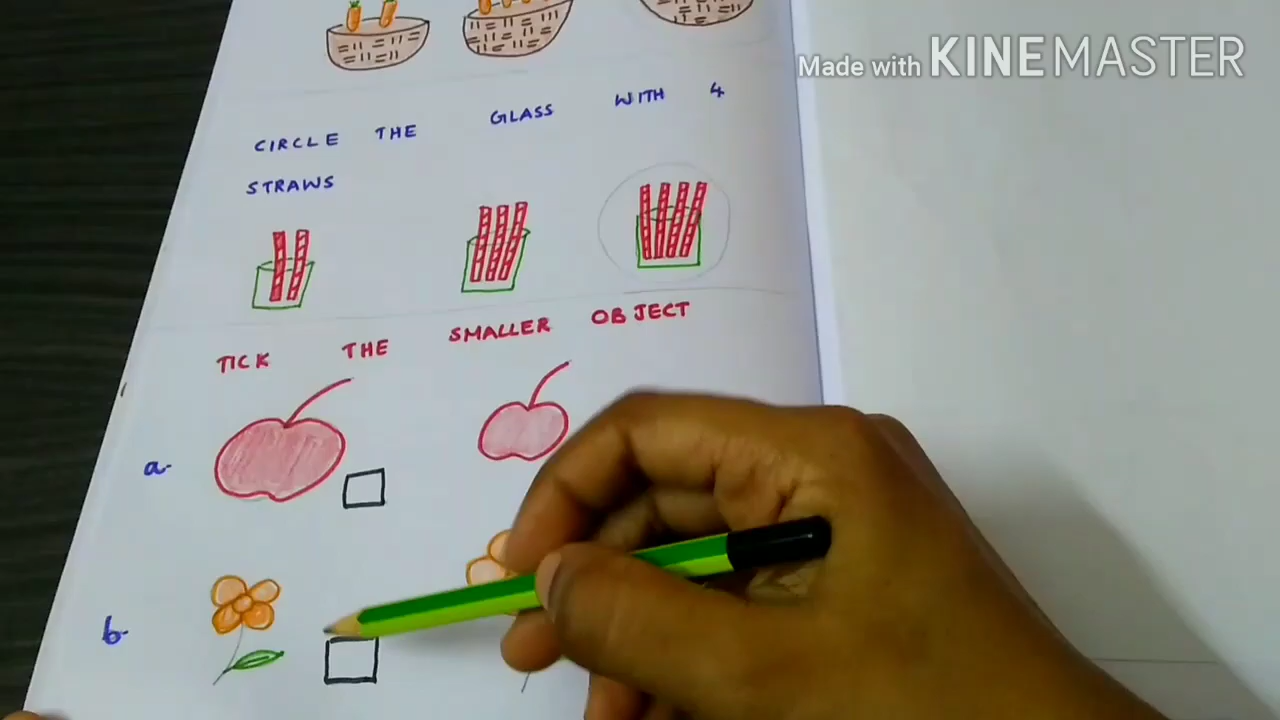 Made with KINEMASTER
CIRCLE THE GLASS WITH 4
STRAWS
TICK THE SMALLER OBJECT
a.
b.